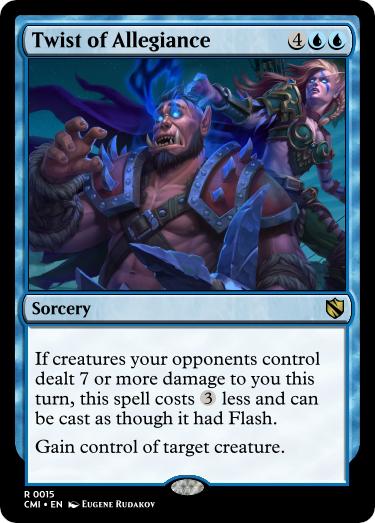 Twist of Allegiance 4
Sorcery
If creatures your opponents control
dealt 7 or more damage to you this
turn, this spell costs 3 less and can
be cast as though it had Flash.
Gain control of target creature.
R 0015
CMI • EN Eugene Rudakov